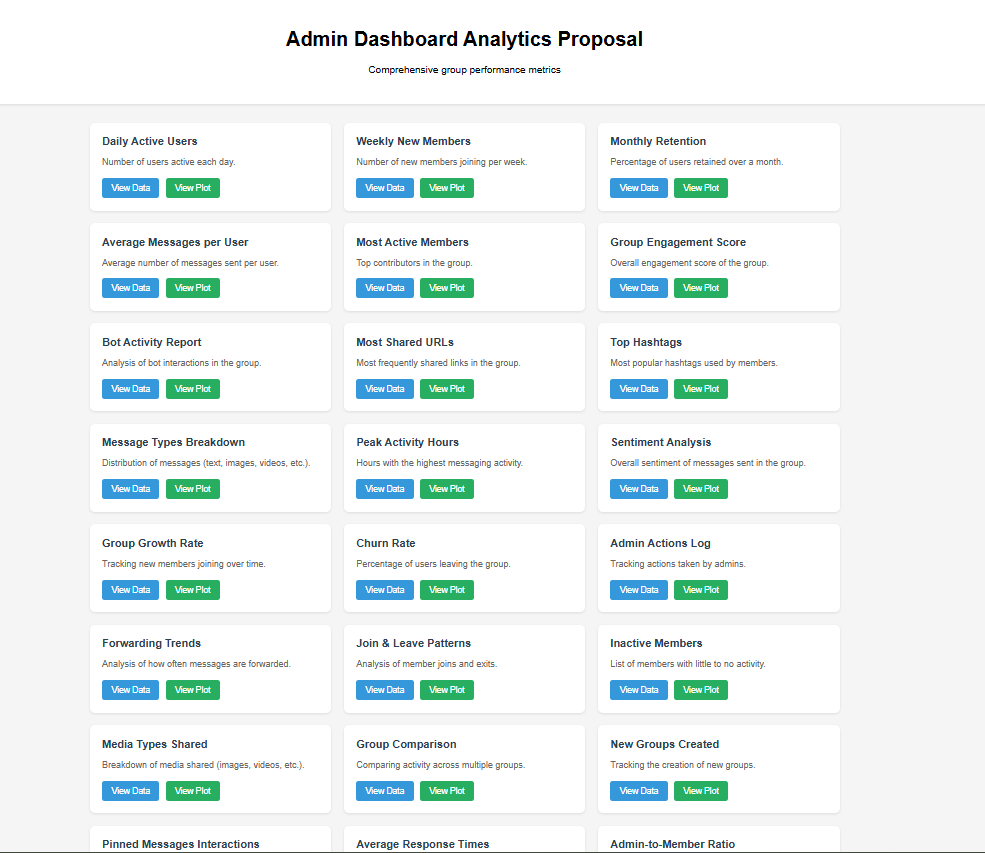 Admin Dashboard Analytics Proposal
Comprehensive group performance metrics
Daily Active Users
Number of users active each day.
View Data View Plot
Weekly New Members
Number of new members joining per week.
View Data View Plot
Monthly Retention
Percentage of users retained over a month.
View Data View Plot
Average Messages per User
Average number of messages sent per user.
View Data View Plot
Most Active Members
Top contributors in the group.
View Data View Plot
Group Engagement Score
Overall engagement score of the group.
View Data View Plot
Bot Activity Report
Analysis of bot interactions in the group.
View Data View Plot
Most Shared URLs
Most frequently shared links in the group.
View Data View Plot
Top Hashtags
Most popular hashtags used by members.
View Data View Plot
Message Types Breakdown
Distribution of messages (text, images, videos, etc.).
View Data View Plot
Peak Activity Hours
Hours with the highest messaging activity.
View Data View Plot
Sentiment Analysis
Overall sentiment of messages sent in the group.
View Data View Plot
Group Growth Rate
Tracking new members joining over time.
View Data View Plot
Churn Rate
Percentage of users leaving the group.
View Data View Plot
Admin Actions Log
Tracking actions taken by admins.
View Data View Plot
Forwarding Trends
Analysis of how often messages are forwarded.
View Data View Plot
Join & Leave Patterns
Analysis of member joins and exits.
View Data View Plot
Inactive Members
List of members with little to no activity.
View Data View Plot
Media Types Shared
Breakdown of media shared (images, videos, etc.).
View Data View Plot
Group Comparison
Comparing activity across multiple groups.
View Data View Plot
New Groups Created
Tracking the creation of new groups.
View Data View Plot
Pinned Messages Interactions
Average Response Times
Admin-to-Member Ratio